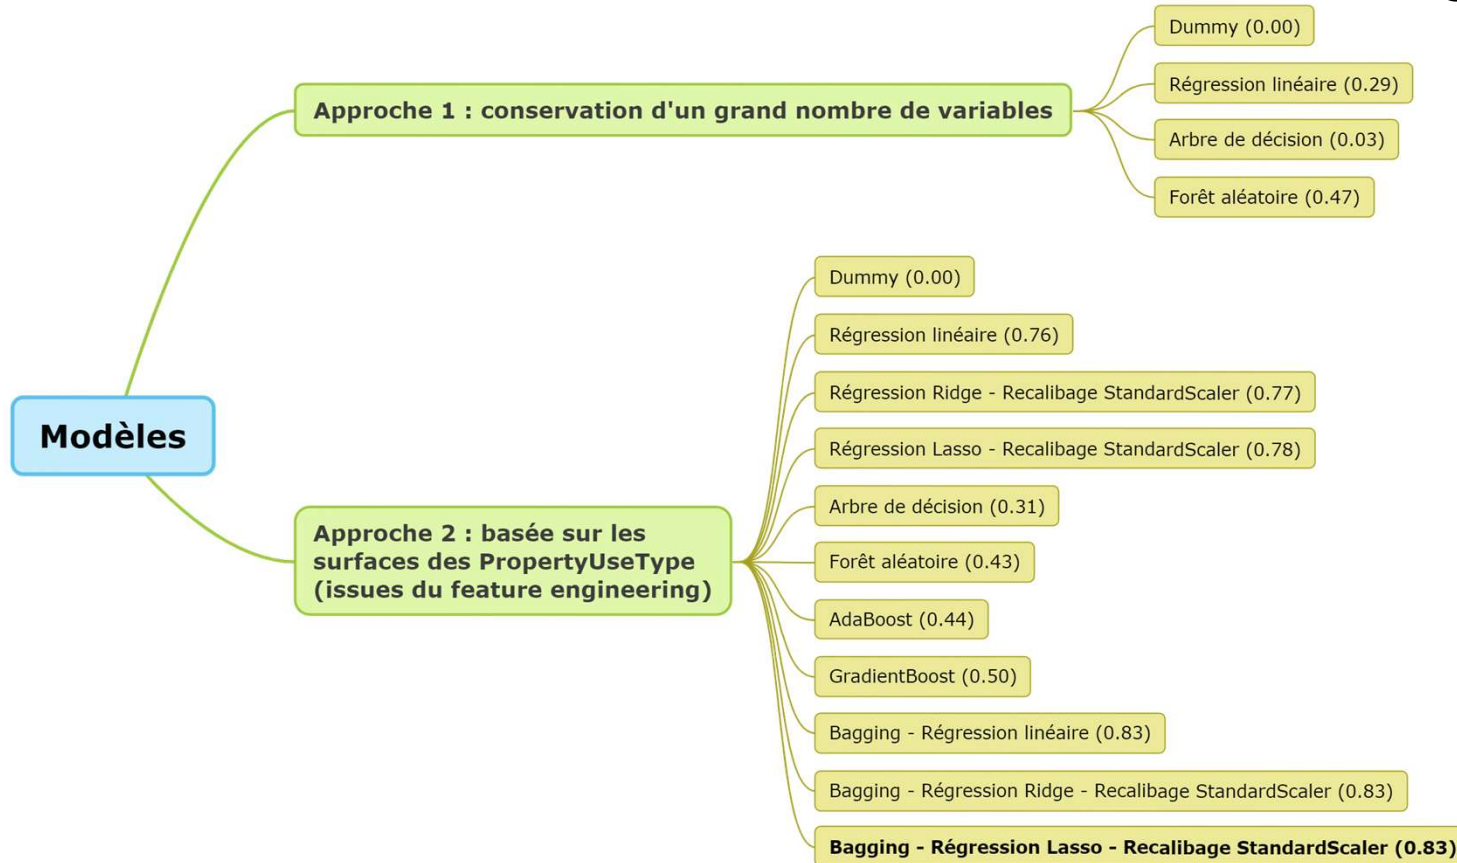 Modèles
Approche 1 : conservation d'un grand nombre de variables
Dummy (0.00)
Régression linéaire (0.29)
Arbre de décision (0.03)
Forêt aléatoire (0.47)
Approche 2 : basée sur les
surfaces des PropertyUseType
(issues du feature engineering)
Dummy (0.00)
Régression linéaire (0.76)
Régression Ridge - Recalibage StandardScaler (0.77)
Régression Lasso - Recalibage StandardScaler (0.78)
Arbre de décision (0.31)
Forêt aléatoire (0.43)
AdaBoost (0.44)
GradientBoost (0.50)
Bagging - Régression linéaire (0.83)
Bagging - Régression Ridge - Recalibage StandardScaler (0.83)
Bagging - Régression Lasso - Recalibage StandardScaler (0.83)